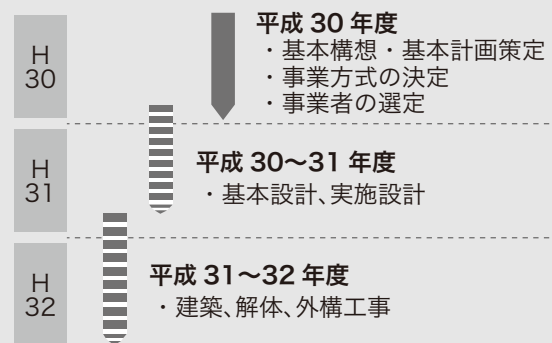 H
30
平成 30 年度
・基本構想・基本計画策定
・事業方式の決定
・事業者の選定
H
31
平成 30〜31 年度
・基本設計、実施設計
H
32
平成 31〜32 年度
・建築、解体、外構工事